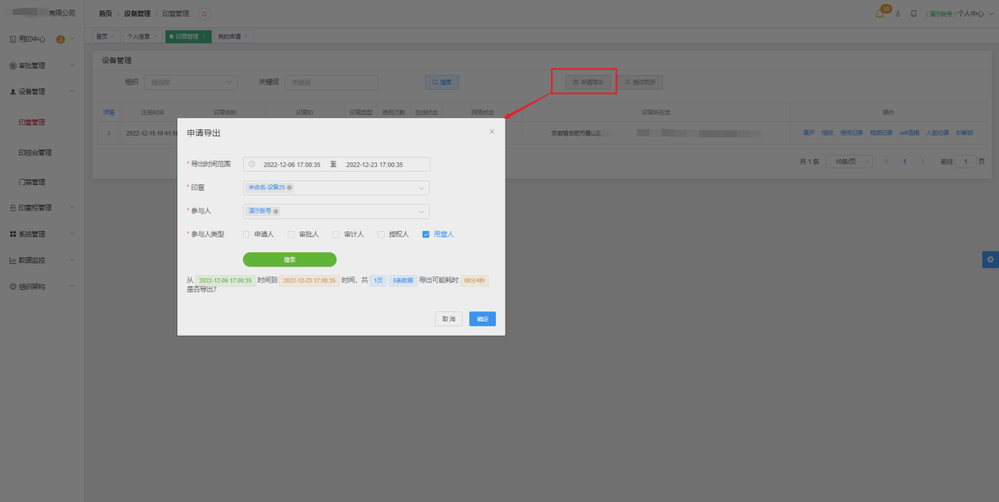 有限公司
首页 设备管理 印章管理
53
(演示账号) 个人中心
首页 × 个人信息 × 印章管理 × 我的申请 ×
用印中心 3
审批管理
设备管理
印章管理
印控台管理
门禁管理
印章柜管理
系统管理
数据监控
组织架构
设备管理
组织 请选择 关键词 关键词 搜索 申请导出 指纹同步
详情 注册时间 印章名称 印章ID 印章类型 使用次数 在线状态 网络状态 印章所在地 操作
2022-12-15 10:41:56 安徽省合肥市蜀山区 展开 指纹 使用记录 视频记录 wifi连接 人脸记录 ID解锁
共 1 条 10条/页 1 前往 1 页
申请导出 ×
* 导出时间范围 2022-12-06 17:00:35 至 2022-12-23 17:00:35
* 印章 未命名-设备25
* 参与人 演示账号
* 参与人类型 申请人 审批人 审计人 授权人 用章人
搜索
从 2022-12-06 17:00:35 时间到 2022-12-23 17:00:35 时间，共 1页 8条数据 导出可能耗时 00分4秒
是否导出?
取消 确定